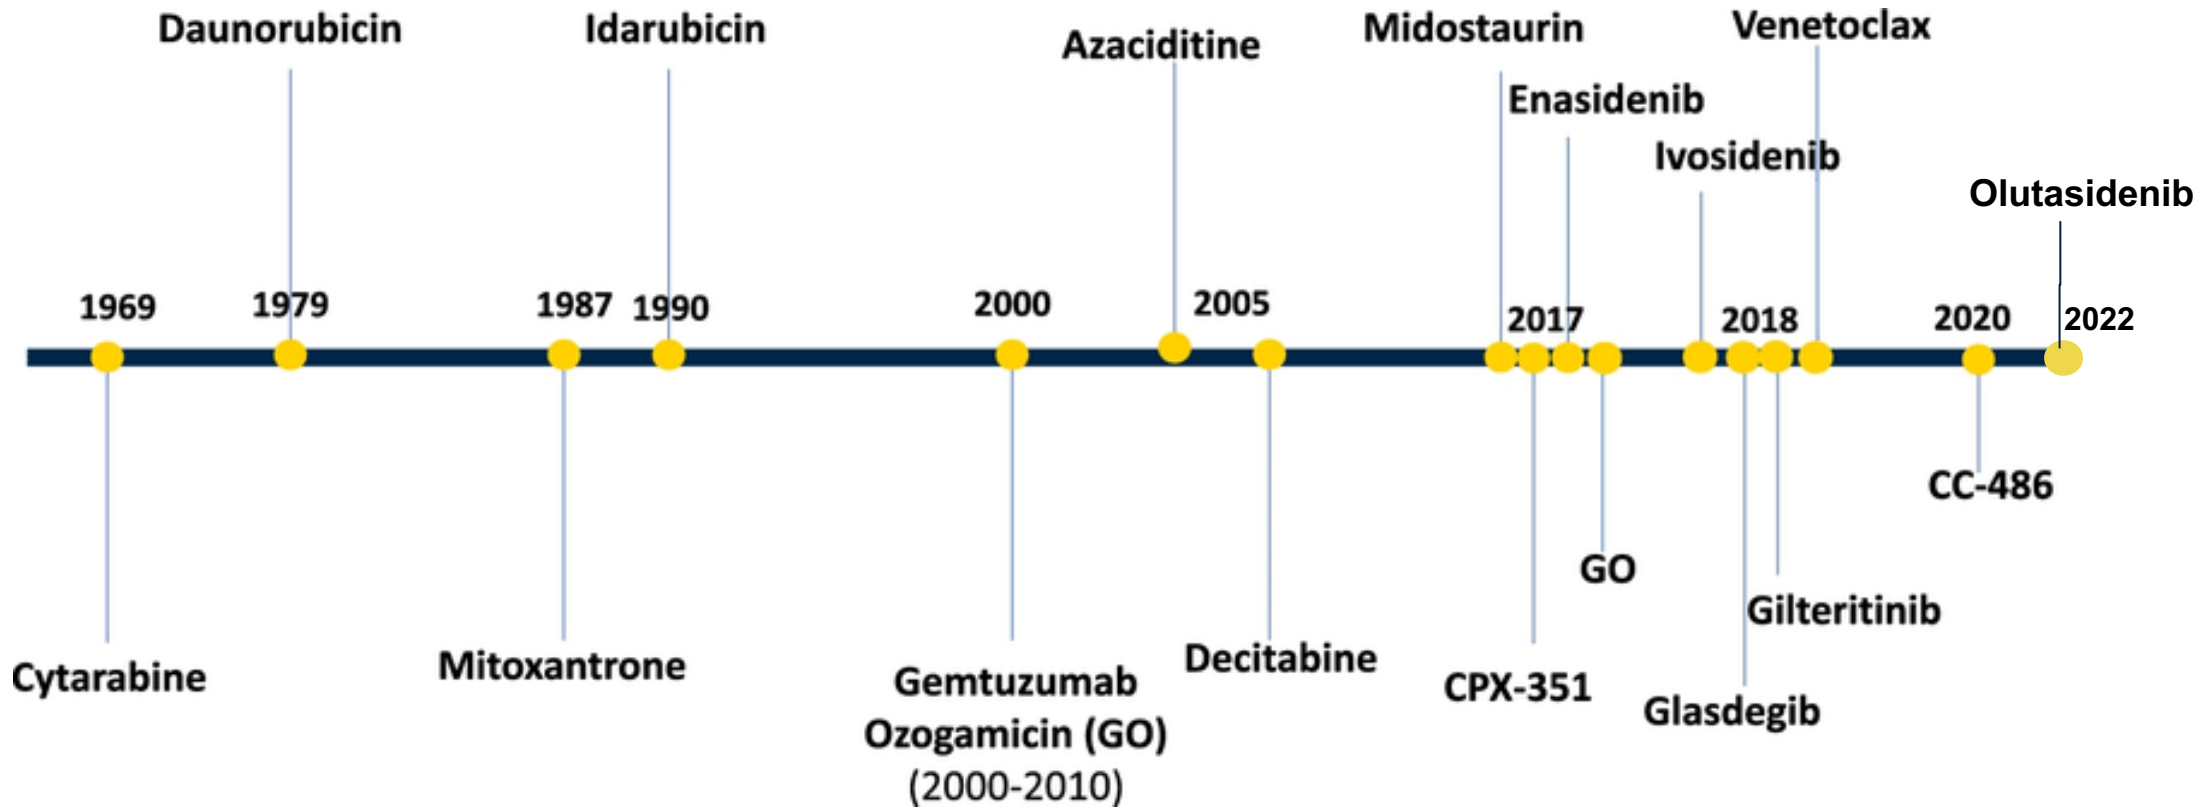 Daunorubicin
Idarubicin
Azaciditine
Midostaurin
Venetoclax
Enasidenib
Ivosidenib
Olutasidenib
1969
1979
1987
1990
2000
2005
2017
2018
2020
2022
CC-486
GO
Gilteritinib
Cytarabine
Mitoxantrone
Gemtuzumab
Ozogamicin (GO)
(2000-2010)
Decitabine
CPX-351
Glasdegib